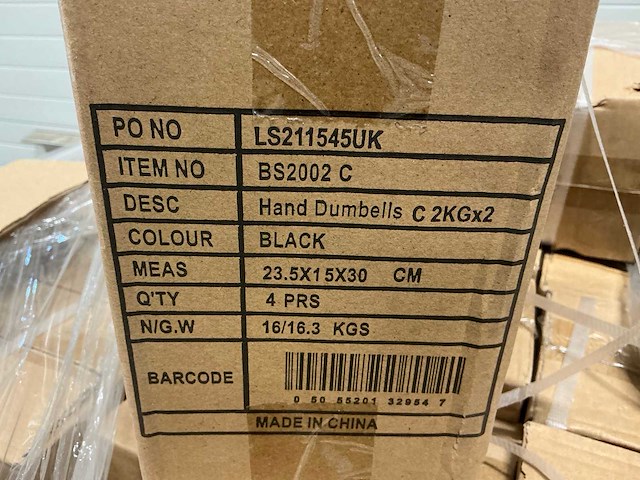 PO NO LS211545UK
ITEM NO BS2002 C
DESC Hand Dumbells C 2KGx2
COLOUR BLACK
MEAS 23.5X15X30 CM
Q'TY 4 PRS
N/G.W 16/16.3 KGS
BARCODE
0 50 55201 32954 7
MADE IN CHINA